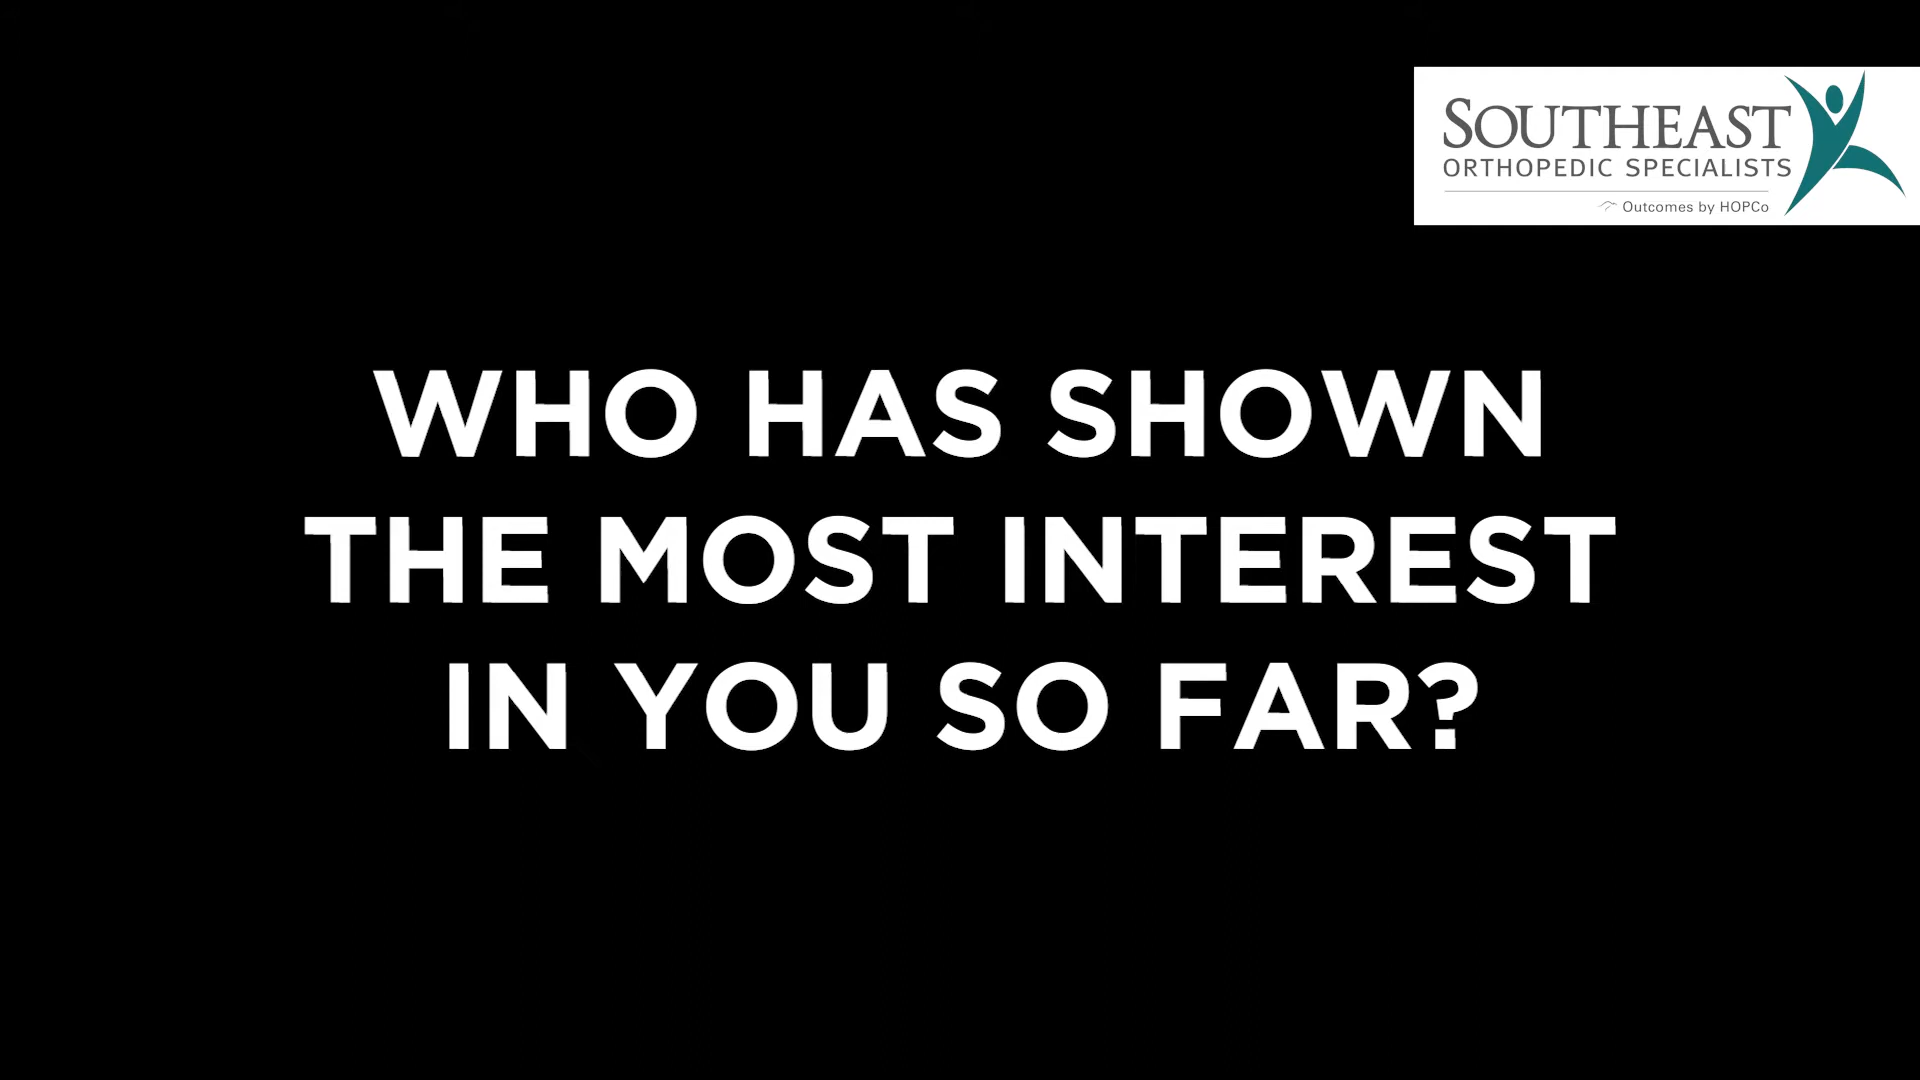 SOUTHEAST
ORTHOPEDIC SPECIALISTS
Outcomes by HOPCo
WHO HAS SHOWN
THE MOST INTEREST
IN YOU SO FAR?